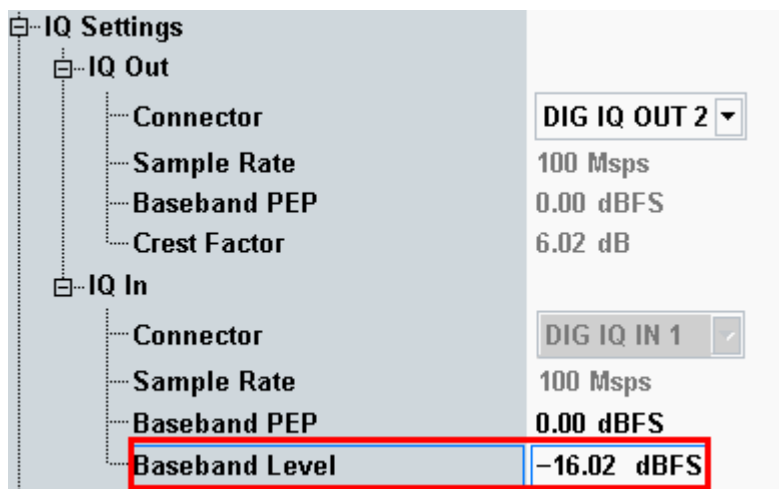 IQ Settings
IQ Out
Connector DIG IQ OUT 2
Sample Rate 100 Msps
Baseband PEP 0.00 dBFS
Crest Factor 6.02 dB
IQ In
Connector DIG IQ IN 1
Sample Rate 100 Msps
Baseband PEP 0.00 dBFS
Baseband Level −16.02 dBFS